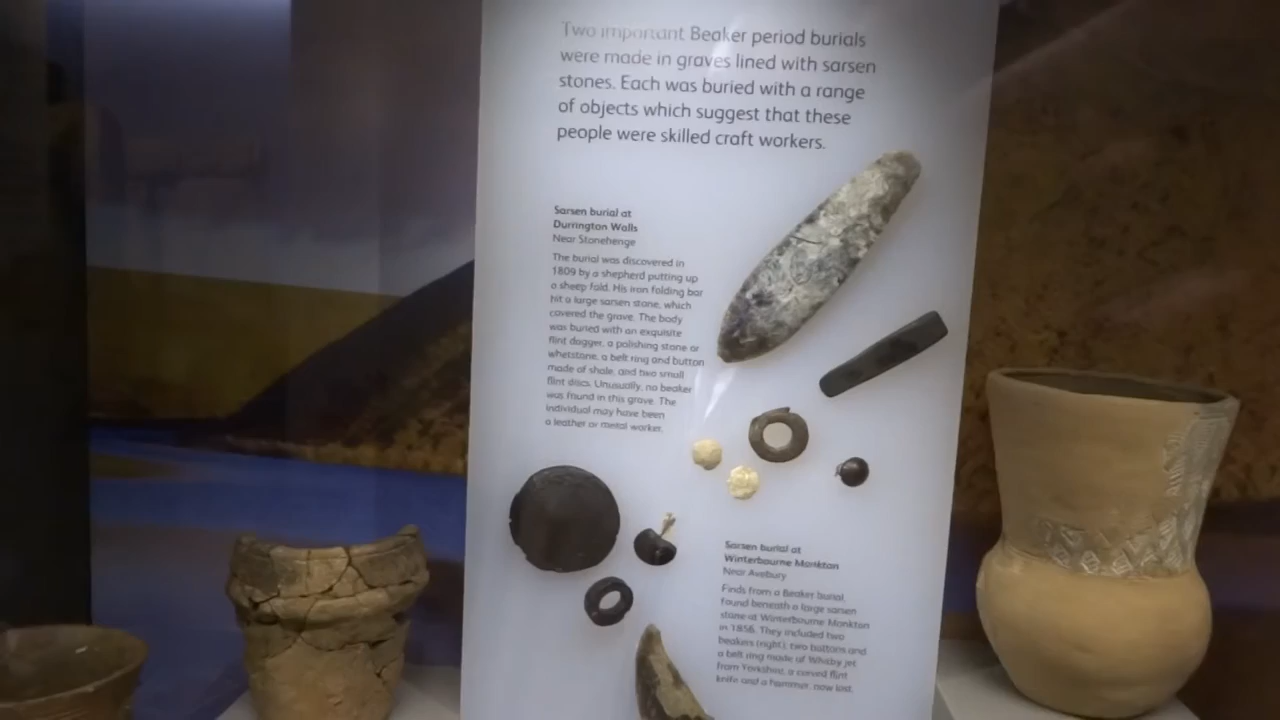 Two important Beaker period burials
were made in graves lined with sarsen
stones. Each was buried with a range
of objects which suggest that these
people were skilled craft workers.
Sarsen burial at
Durrington Walls
Near Stonehenge
The burial was discovered in
1809 by a shepherd putting up
a sheep fold. His iron folding bar
hit a large sarsen stone, which
covered the grave. The body
was buried with an exquisite
flint dagger, a polishing stone or
whetstone, a belt ring and button
made of shale, and two small
flint discs. Unusually, no beaker
was found in this grave. The
individual may have been
a leather or metal worker.
Sarsen burial at
Winterbourne Monkton
Near Avebury
Finds from a Beaker burial,
found beneath a large sarsen
stone at Winterbourne Monkton
in 1856. They included two
beakers (right), two buttons and
a belt ring made of Whitby jet
from Yorkshire, a curved flint
knife and a hammer, now lost.